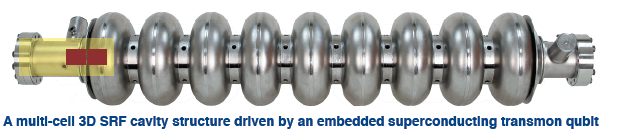 A multi-cell 3D SRF cavity structure driven by an embedded superconducting transmon qubit